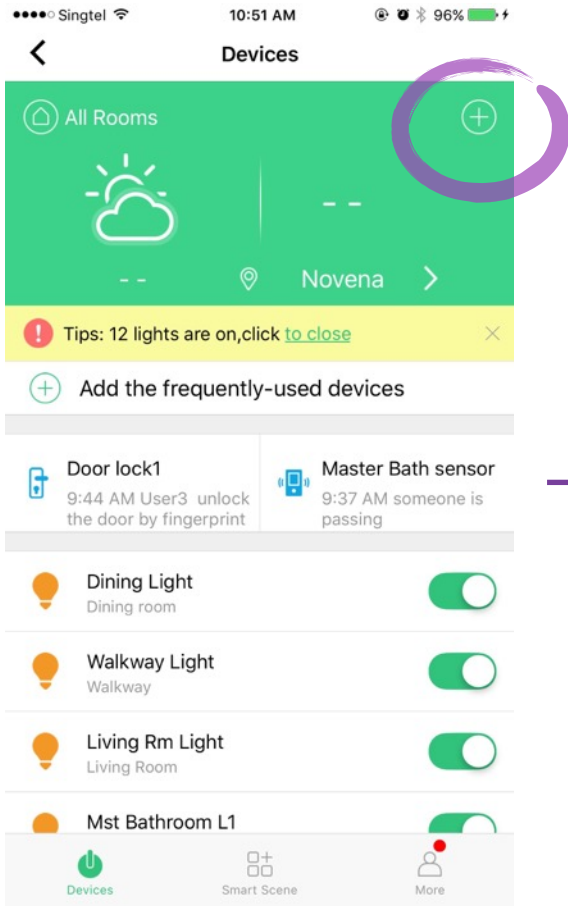 Singtel 10:51 AM 96%
Devices
All Rooms
- -
- - Novena
Tips: 12 lights are on,click to close
Add the frequently-used devices
Door lock1
9:44 AM User3 unlock
the door by fingerprint
Master Bath sensor
9:37 AM someone is
passing
Dining Light
Dining room
Walkway Light
Walkway
Living Rm Light
Living Room
Mst Bathroom L1
Devices Smart Scene More